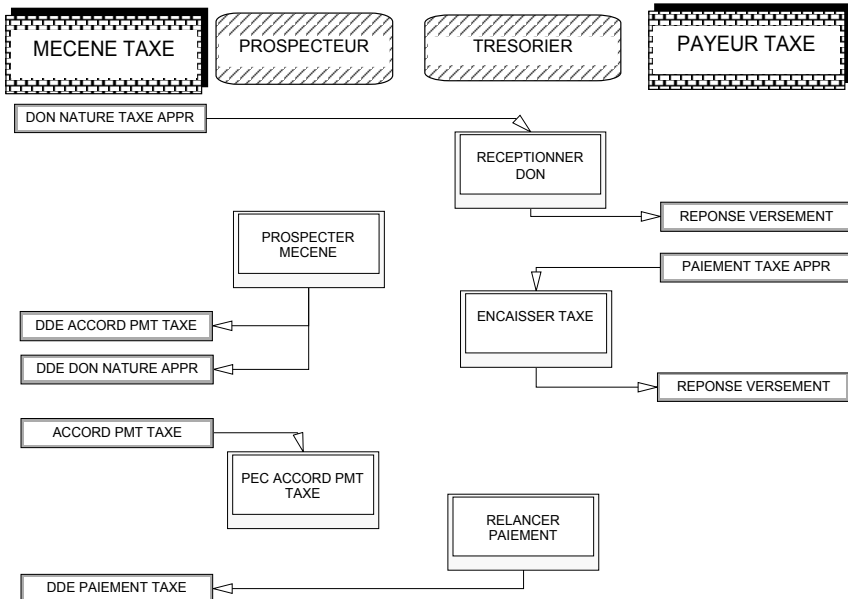 MECENE TAXE
PROSPECTEUR
TRESORIER
PAYEUR TAXE
DON NATURE TAXE APPR
RECEPTIONNER
DON
REPONSE VERSEMENT
PROSPECTER
MECENE
PAIEMENT TAXE APPR
DDE ACCORD PMT TAXE
ENCAISSER TAXE
DDE DON NATURE APPR
REPONSE VERSEMENT
ACCORD PMT TAXE
PEC ACCORD PMT
TAXE
RELANCER
PAIEMENT
DDE PAIEMENT TAXE